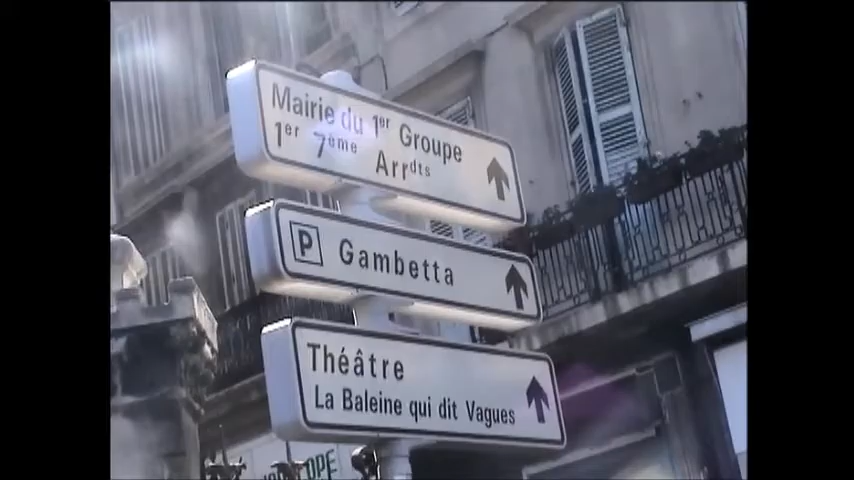 Mairie du 1er Groupe
1er 7ème Arrdts
P Gambetta
Théâtre
La Baleine qui dit Vagues